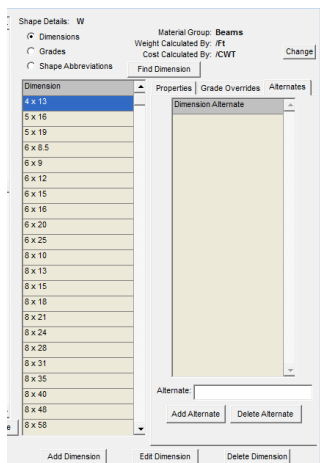 Shape Details: W
Dimensions
Grades
Shape Abbreviations
Material Group: Beams
Weight Calculated By: /Ft
Cost Calculated By: /CWT
Change
Find Dimension
Dimension
4 x 13
5 x 16
5 x 19
6 x 8.5
6 x 9
6 x 12
6 x 15
6 x 16
6 x 20
6 x 25
8 x 10
8 x 13
8 x 15
8 x 18
8 x 21
8 x 24
8 x 28
8 x 31
8 x 35
8 x 40
8 x 48
8 x 58
Properties Grade Overrides Alternates
Dimension Alternate
Alternate:
Add Alternate Delete Alternate
e
Add Dimension Edit Dimension Delete Dimension